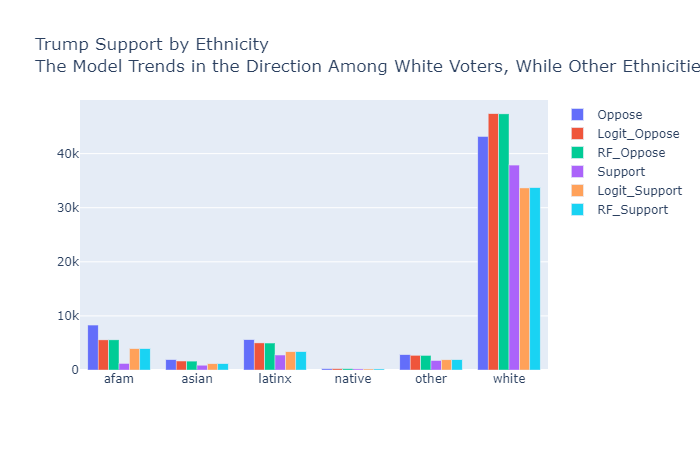 Trump Support by Ethnicity
The Model Trends in the Direction Among White Voters, While Other
Oppose
Logit_Oppose
RF_Oppose
Support
Logit_Support
RF_Support
40k
30k
20k
10k
0
afam asian latinx native other white